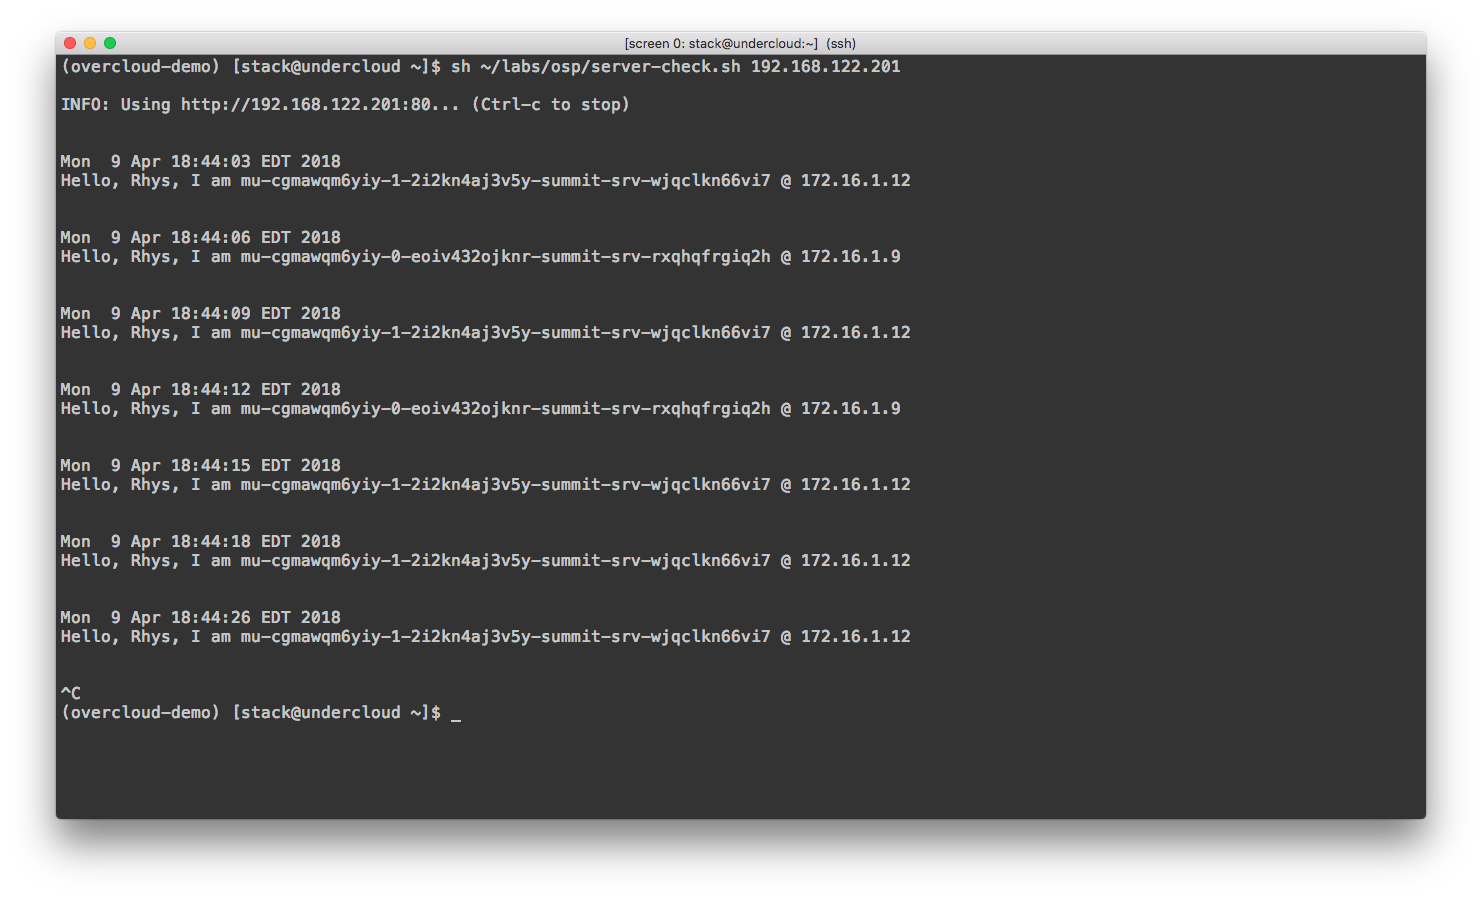 [screen 0: stack@undercloud:~] (ssh)
(overcloud-demo) [stack@undercloud ~]$ sh ~/labs/osp/server-check.sh 192.168.122.201
INFO: Using http://192.168.122.201:80... (Ctrl-c to stop)
Mon  9 Apr 18:44:03 EDT 2018
Hello, Rhys, I am mu-cgmawqm6yiy-1-2i2kn4aj3v5y-summit-srv-wjqclkn66vi7 @ 172.16.1.12
Mon  9 Apr 18:44:06 EDT 2018
Hello, Rhys, I am mu-cgmawqm6yiy-0-eoiv432ojknr-summit-srv-rxqhqfrgiq2h @ 172.16.1.9
Mon  9 Apr 18:44:09 EDT 2018
Hello, Rhys, I am mu-cgmawqm6yiy-1-2i2kn4aj3v5y-summit-srv-wjqclkn66vi7 @ 172.16.1.12
Mon  9 Apr 18:44:12 EDT 2018
Hello, Rhys, I am mu-cgmawqm6yiy-0-eoiv432ojknr-summit-srv-rxqhqfrgiq2h @ 172.16.1.9
Mon  9 Apr 18:44:15 EDT 2018
Hello, Rhys, I am mu-cgmawqm6yiy-1-2i2kn4aj3v5y-summit-srv-wjqclkn66vi7 @ 172.16.1.12
Mon  9 Apr 18:44:18 EDT 2018
Hello, Rhys, I am mu-cgmawqm6yiy-1-2i2kn4aj3v5y-summit-srv-wjqclkn66vi7 @ 172.16.1.12
Mon  9 Apr 18:44:26 EDT 2018
Hello, Rhys, I am mu-cgmawqm6yiy-1-2i2kn4aj3v5y-summit-srv-wjqclkn66vi7 @ 172.16.1.12
^C
(overcloud-demo) [stack@undercloud ~]$ _